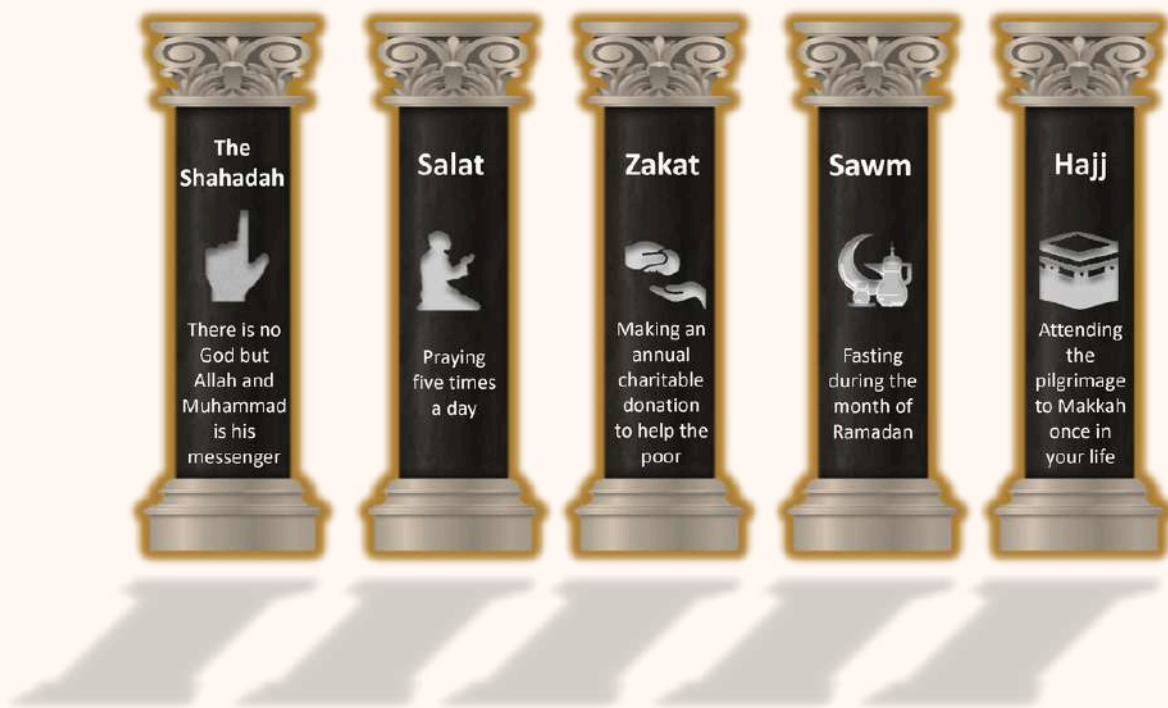 The
Shahadah
There is no
God but
Allah and
Muhammad
is his
messenger
Salat
Praying
five times
a day
Zakat
Making an
annual
charitable
donation
to help the
poor
Sawm
Fasting
during the
month of
Ramadan
Hajj
Attending
the
pilgrimage
to Makkah
once in
your life